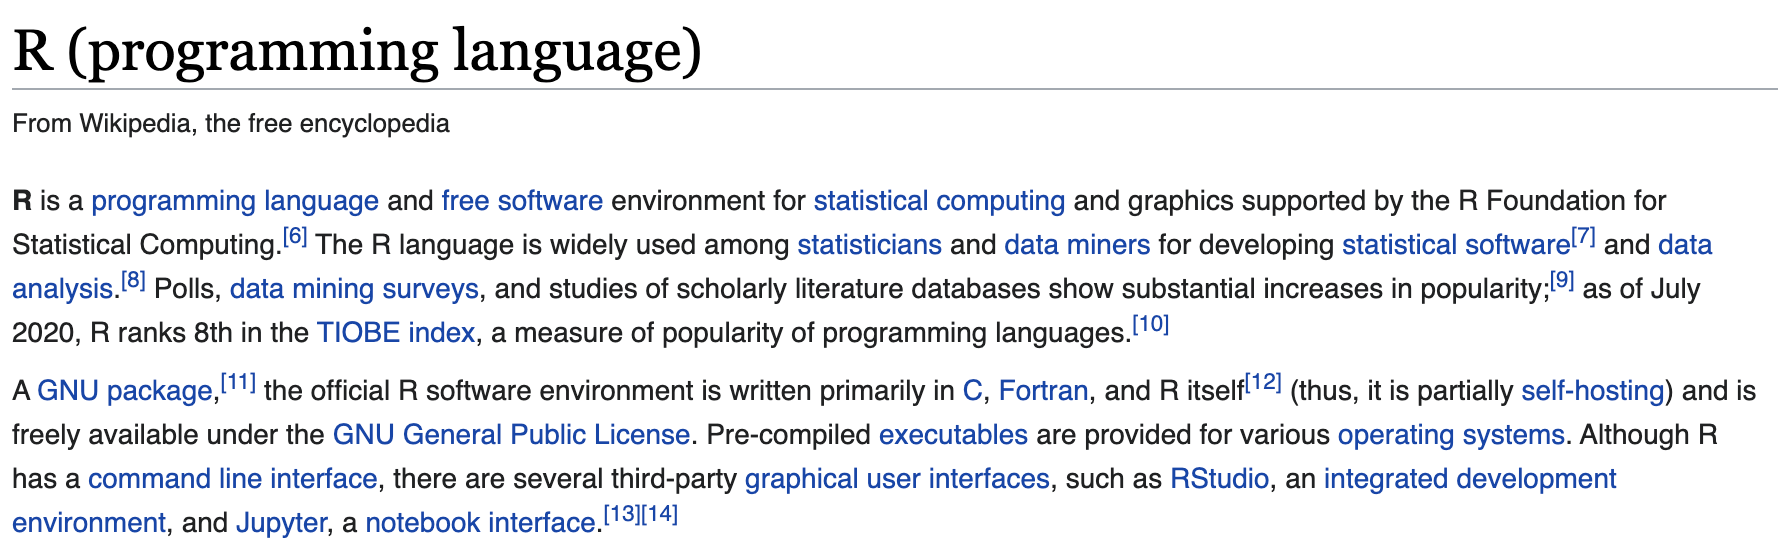 R (programming language)
From Wikipedia, the free encyclopedia
R is a programming language and free software environment for statistical computing and graphics supported by the R Foundation for
Statistical Computing.[6] The R language is widely used among statisticians and data miners for developing statistical software[7] and data
analysis.[8] Polls, data mining surveys, and studies of scholarly literature databases show substantial increases in popularity;[9] as of July
2020, R ranks 8th in the TIOBE index, a measure of popularity of programming languages.[10]
A GNU package,[11] the official R software environment is written primarily in C, Fortran, and R itself[12] (thus, it is partially self-hosting) and is
freely available under the GNU General Public License. Pre-compiled executables are provided for various operating systems. Although R
has a command line interface, there are several third-party graphical user interfaces, such as RStudio, an integrated development
environment, and Jupyter, a notebook interface.[13][14]